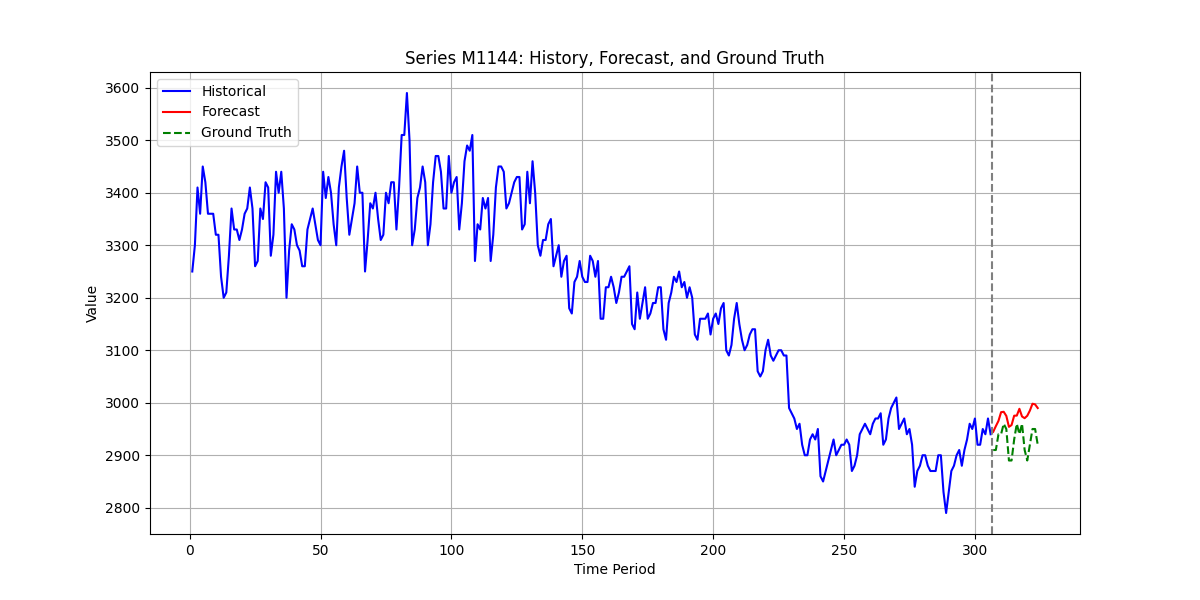 Series M1144: History, Forecast, and Ground Truth
Historical
Forecast
Ground Truth
3600
3500
3400
3300
3200
3100
3000
2900
2800
Value
0 50 100 150 200 250 300
Time Period